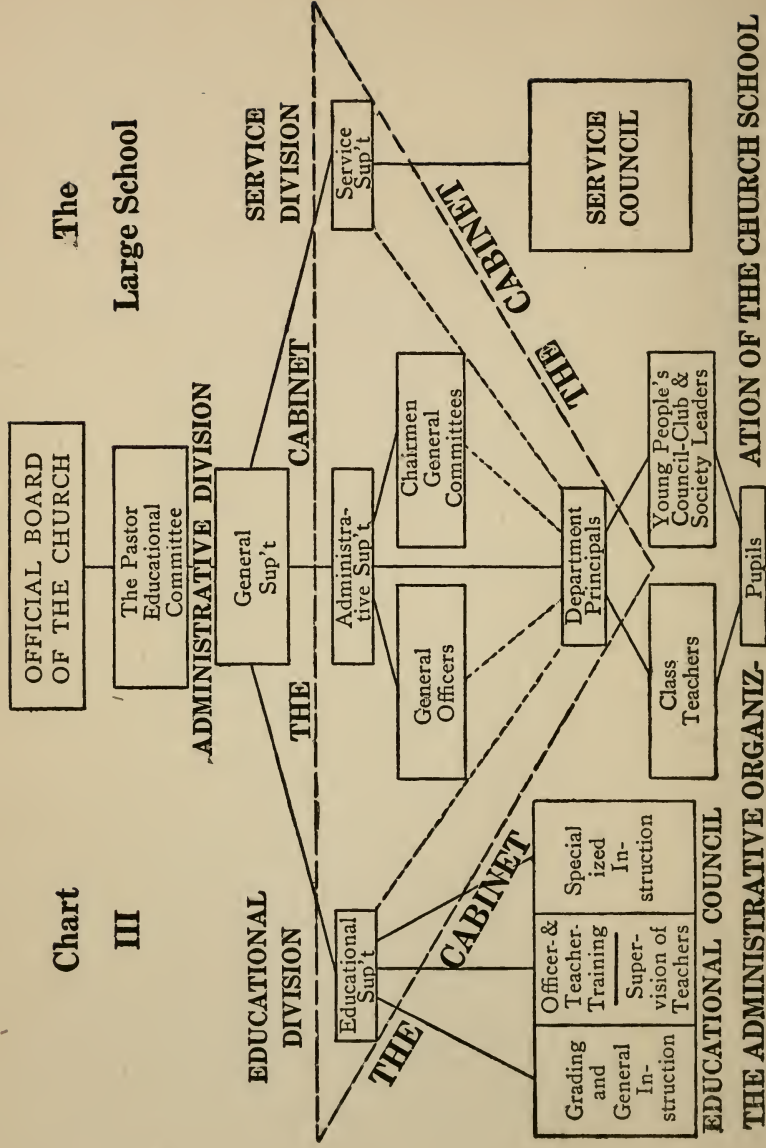 Chart
III
The
Large School
OFFICIAL BOARD
OF THE CHURCH
The Pastor
Educational
Committee
ADMINISTRATIVE DIVISION
General
Sup't
EDUCATIONAL
DIVISION
SERVICE
DIVISION
THE CABINET
Educational
Sup't
Administra-
tive Sup't
Service
Sup't
General
Officers
Chairmen
General
Committees
THE CABINET
THE CABINET
Department
Principals
Grading
and
General
In-
struction
Officer-&
Teacher-
Training
Super-
vision of
Teachers
Special
ized
In-
struction
EDUCATIONAL COUNCIL
Class
Teachers
Young People's
Council-Club &
Society Leaders
SERVICE
COUNCIL
Pupils
THE ADMINISTRATIVE ORGANIZ-
ATION OF THE CHURCH SCHOOL